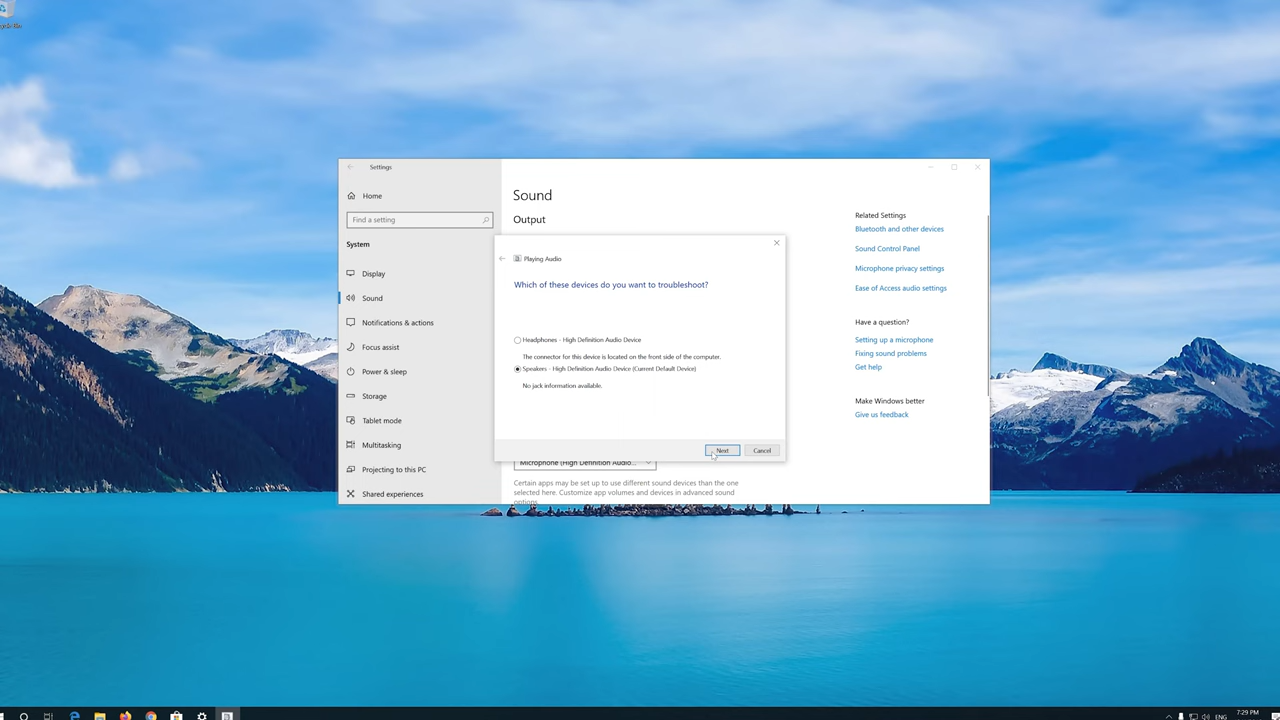 Settings
Home
Find a setting
System
Display
Sound
Notifications & actions
Focus assist
Power & sleep
Storage
Tablet mode
Multitasking
Projecting to this PC
Shared experiences
Sound
Output
Playing Audio
Which of these devices do you want to troubleshoot?
Headphones - High Definition Audio Device
The connector for this device is located on the front side of the computer.
Speakers - High Definition Audio Device (Current Default Device)
No jack information available.
Next
Cancel
Microphone (High Definition Audio...
Certain apps may be set up to use different sound devices than the one
selected here. Customize app volumes and devices in advanced sound
options.
Related Settings
Bluetooth and other devices
Sound Control Panel
Microphone privacy settings
Ease of Access audio settings
Have a question?
Setting up a microphone
Fixing sound problems
Get help
Make Windows better
Give us feedback
ENG
7:29 PM